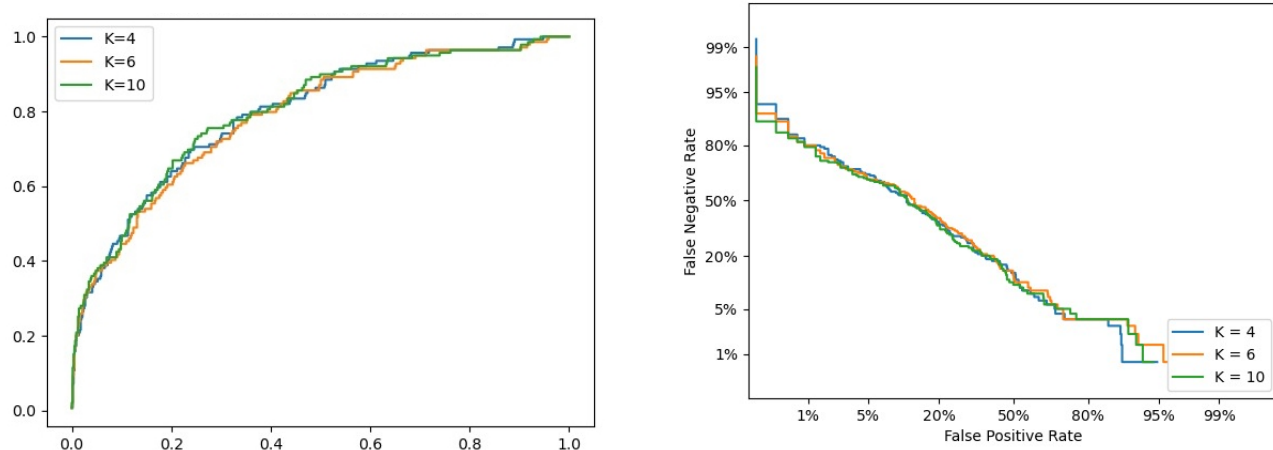 1.0
0.8
0.6
0.4
0.2
0.0
K=4
K=6
K=10
0.0 0.2 0.4 0.6 0.8 1.0
False Negative Rate
99%
95%
80%
50%
20%
5%
1%
K = 4
K = 6
K = 10
1% 5% 20% 50% 80% 95% 99%
False Positive Rate